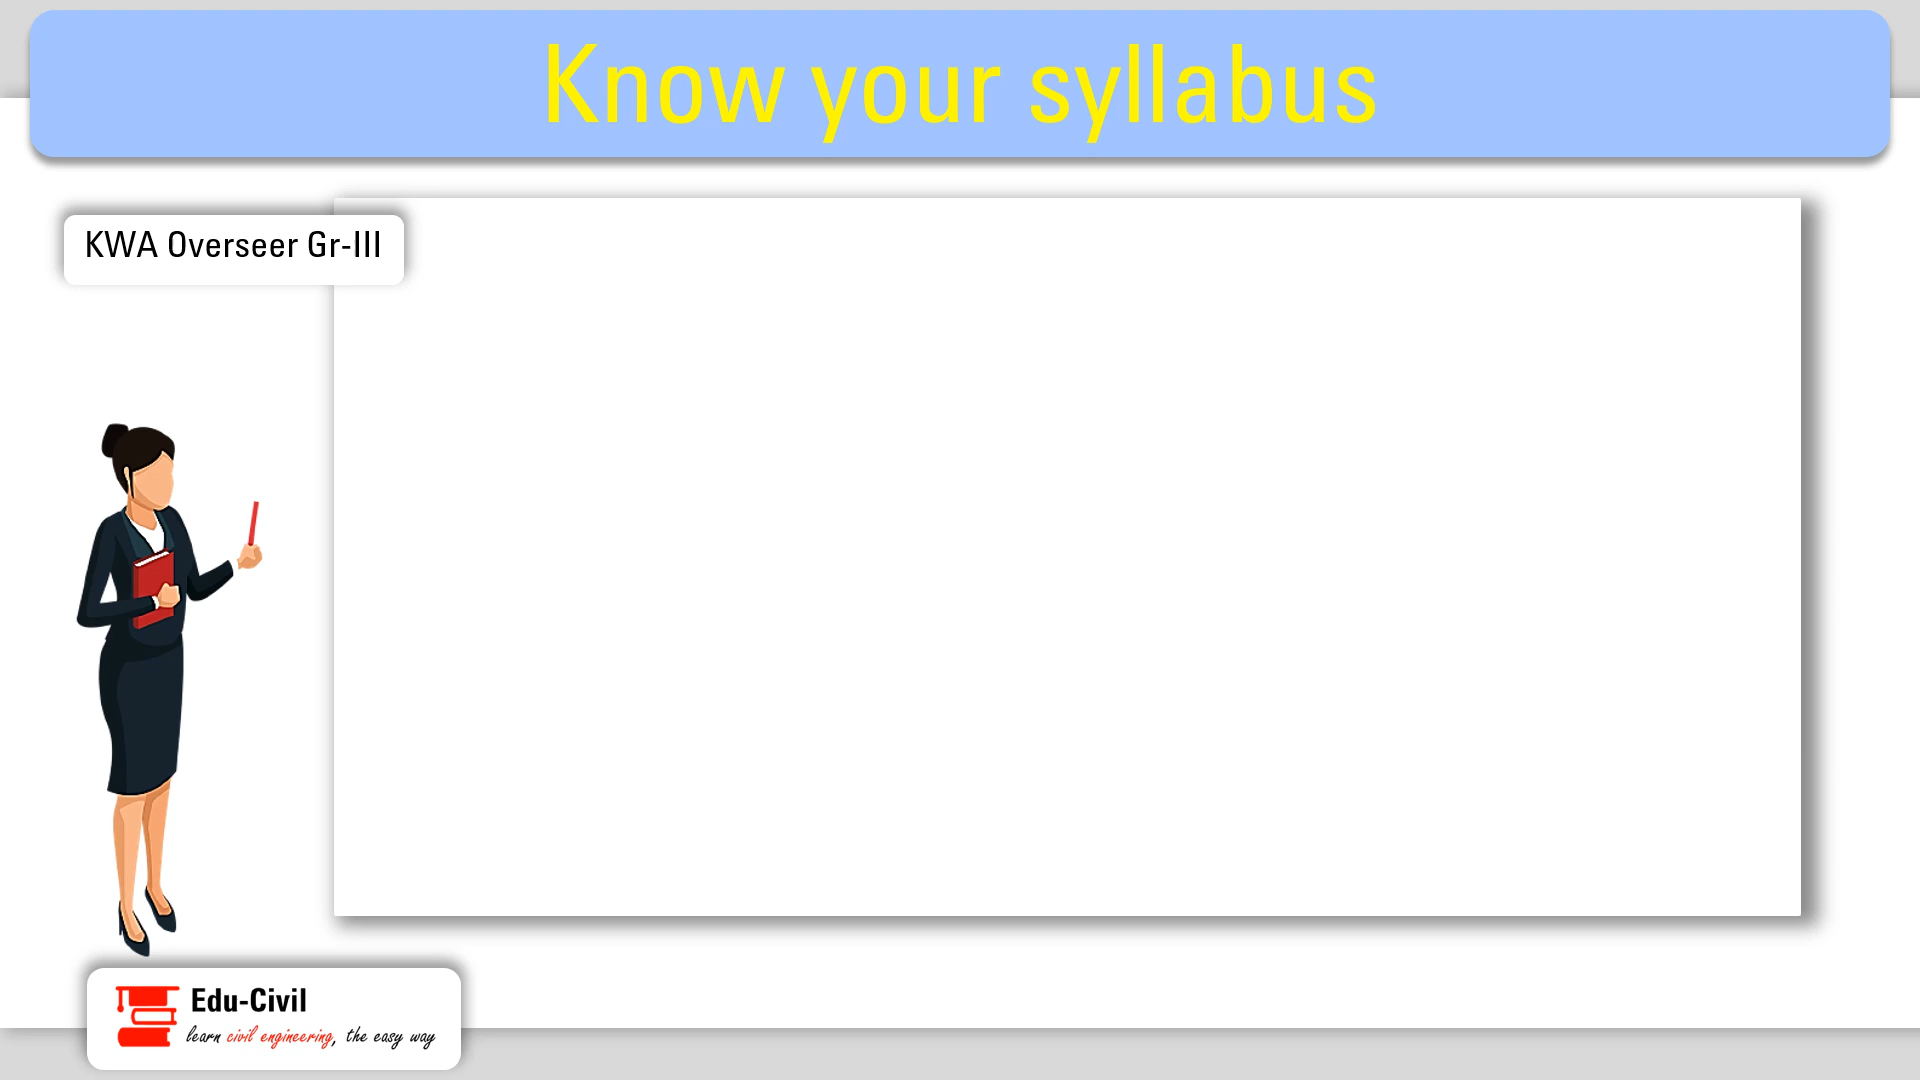 Know your syllabus
KWA Overseer Gr-III
Edu-Civil
learn civil engineering, the easy way